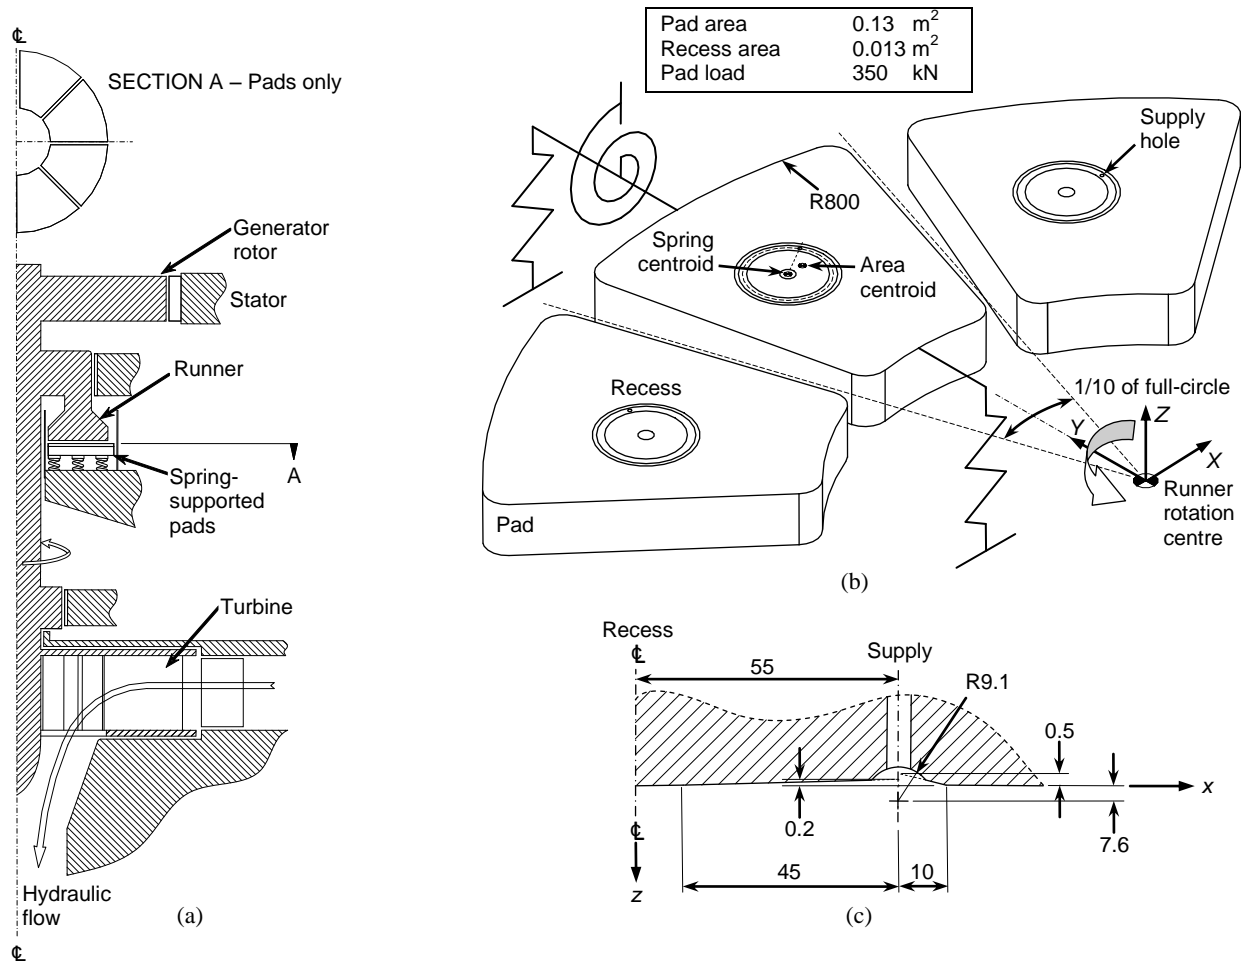 ℄
SECTION A – Pads only
Generator
rotor
Stator
Runner
A
Spring-
supported
pads
Turbine
Hydraulic
flow
(a)
℄
Pad area 0.13 m²
Recess area 0.013 m²
Pad load 350 kN
Supply
hole
R800
Spring
centroid
Area
centroid
Recess
1/10 of full-circle
Z
Y
X
Runner
rotation
centre
Pad
(b)
Recess
℄
Supply
55
R9.1
0.5
x
0.2
7.6
℄
45
10
z
(c)